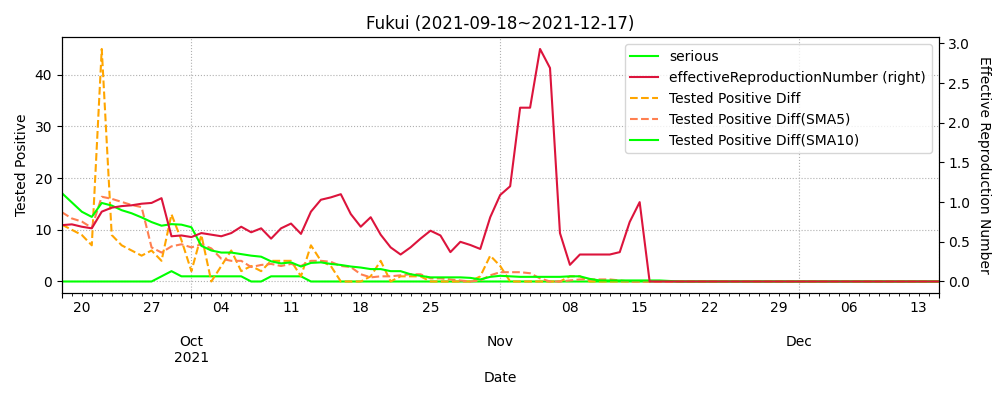 Fukui (2021-09-18~2021-12-17)
serious
effectiveReproductionNumber (right)
Tested Positive Diff
Tested Positive Diff(SMA5)
Tested Positive Diff(SMA10)
Tested Positive
40
30
20
10
0
Effective Reproduction Number
3.0
2.5
2.0
1.5
1.0
0.5
0.0
20 27 04 11 18 25 08 15 22 29 06 13
Oct Nov Dec
2021
Date